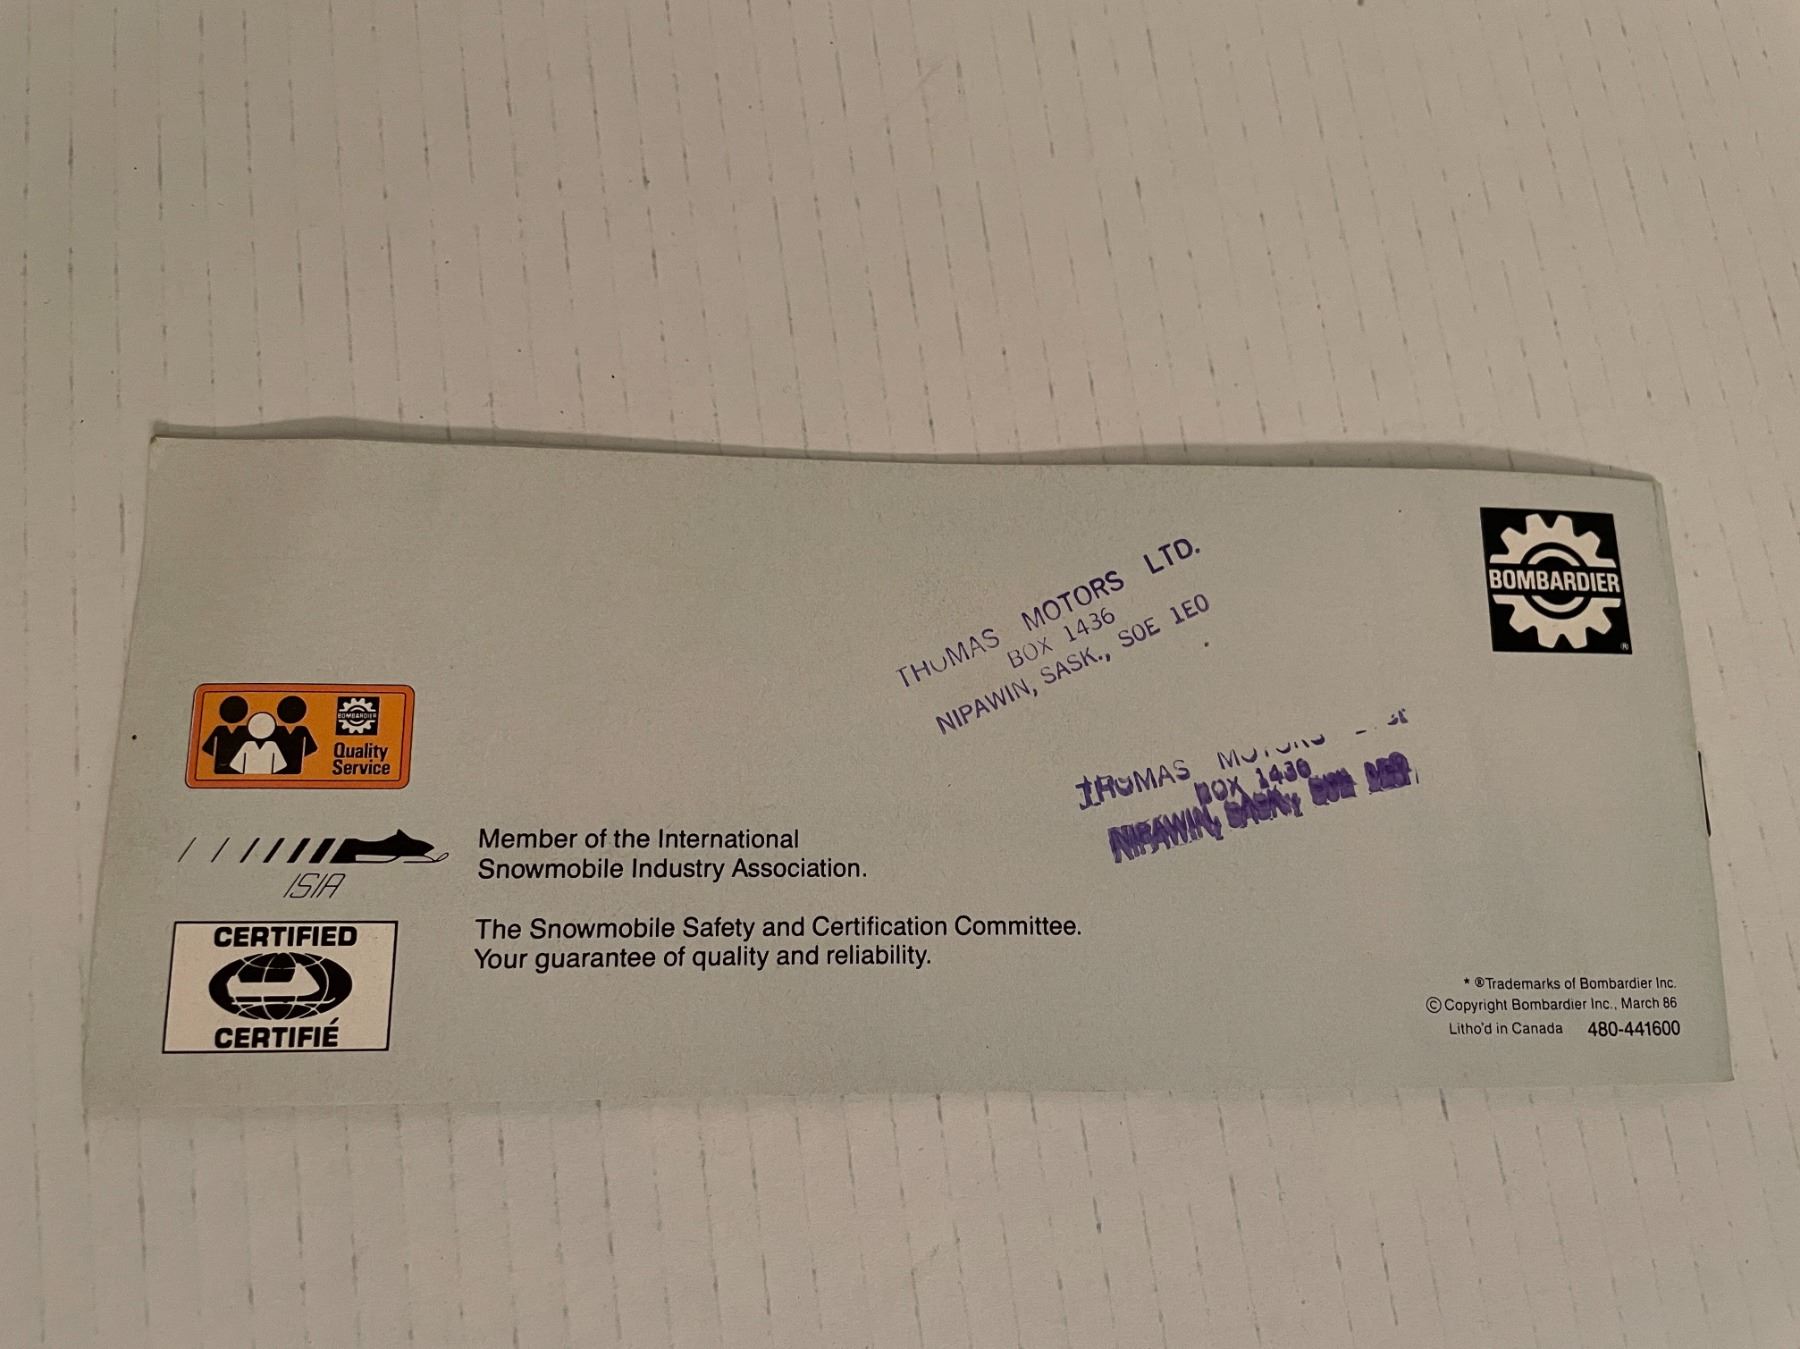 THOMAS MOTORS LTD.
BOX 1436
NIPAWIN, SASK., S0E 1E0
BOMBARDIER
®
THOMAS
BOX 1436
NIPAWIN, SASK.,
BOMBARDIER
Quality
Service
ISIA
Member of the International
Snowmobile Industry Association.
CERTIFIED
CERTIFIÉ
The Snowmobile Safety and Certification Committee.
Your guarantee of quality and reliability.
* ®Trademarks of Bombardier Inc.
© Copyright Bombardier Inc., March 86
Litho'd in Canada 480-441600